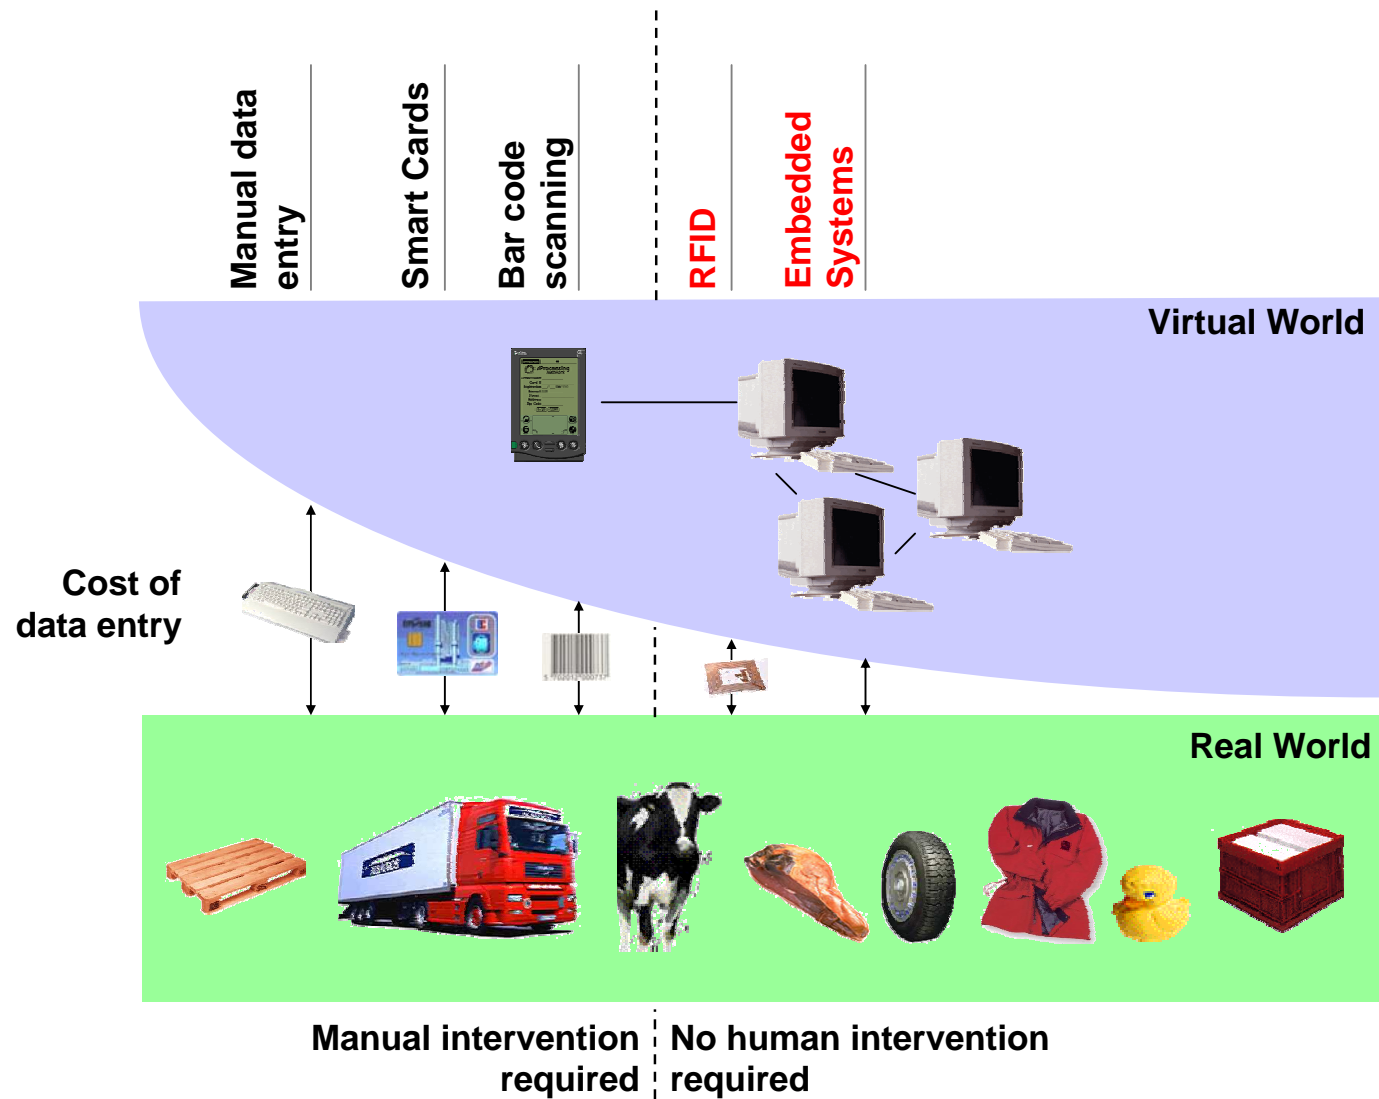 Manual data
entry
Smart Cards
Bar code
scanning
RFID
Embedded
Systems
Virtual World
Cost of
data entry
Real World
Manual intervention
required
No human intervention
required